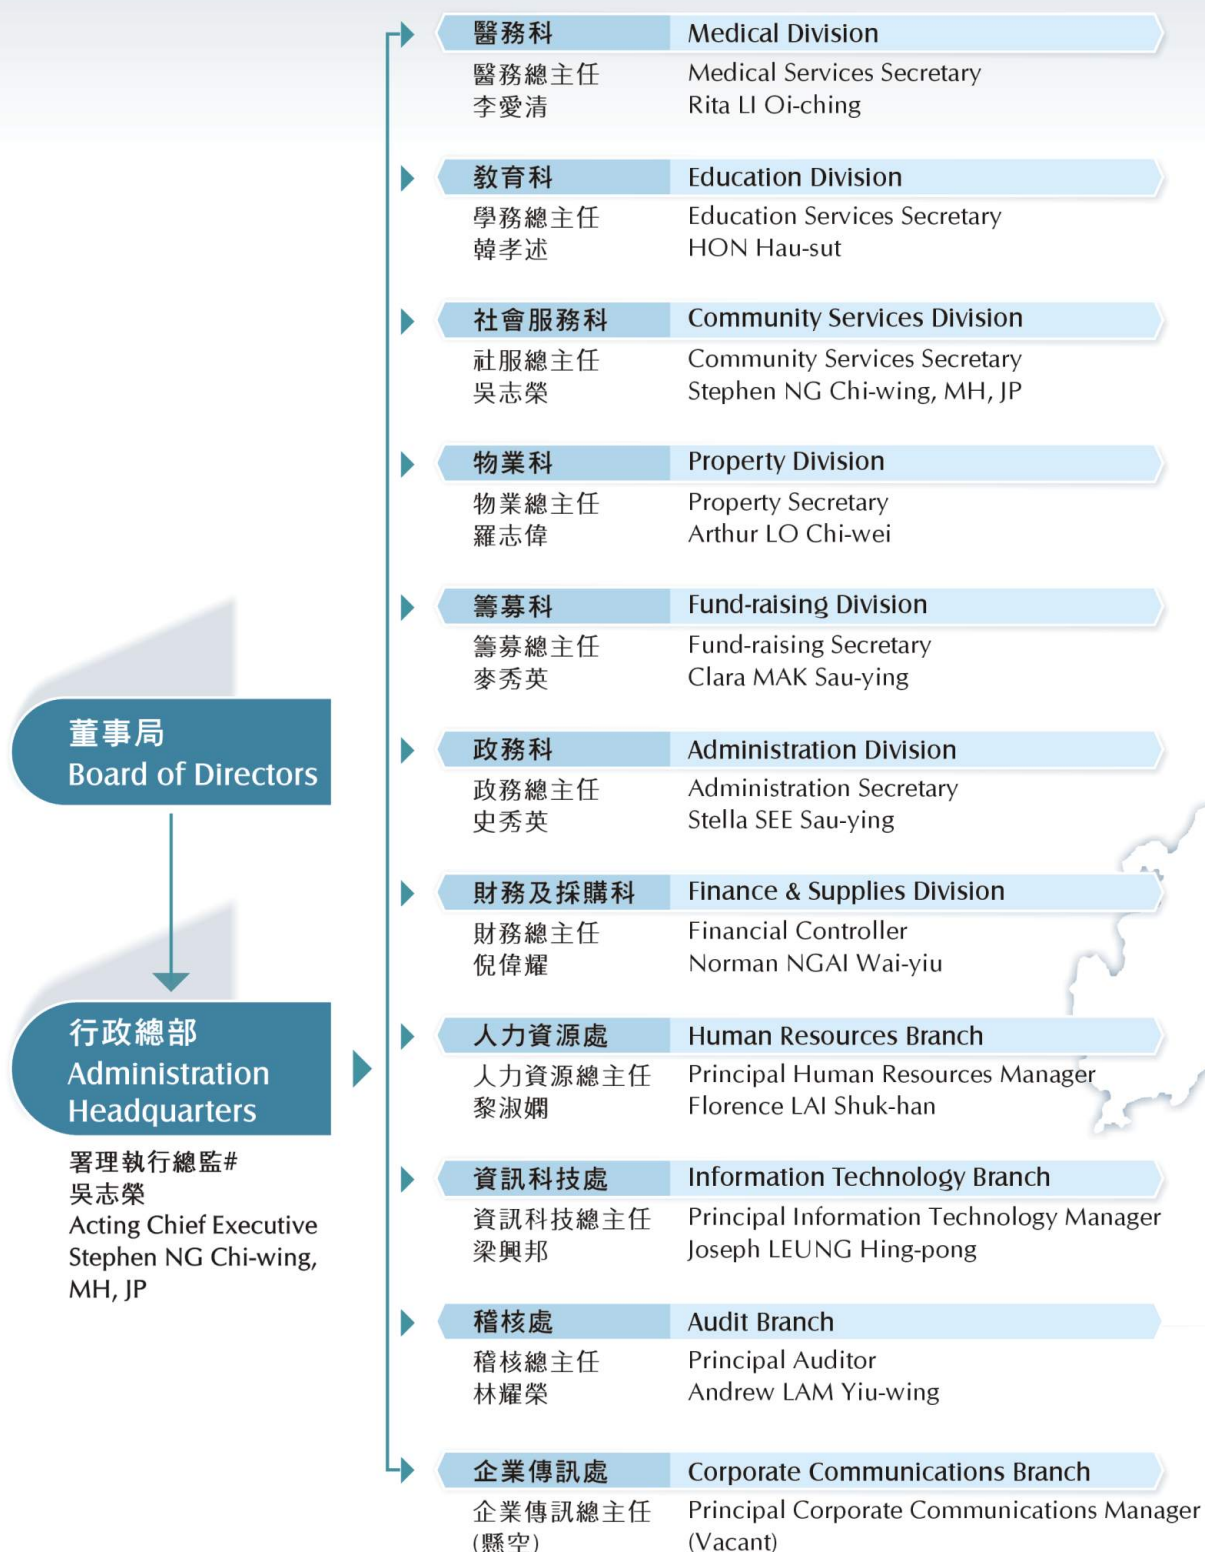 醫務科 Medical Division
醫務總主任 Medical Services Secretary
李愛清 Rita LI Oi-ching
教育科 Education Division
學務總主任 Education Services Secretary
韓孝述 HON Hau-sut
社會服務科 Community Services Division
社服總主任 Community Services Secretary
吳志榮 Stephen NG Chi-wing, MH, JP
物業科 Property Division
物業總主任 Property Secretary
羅志偉 Arthur LO Chi-wei
籌募科 Fund-raising Division
籌募總主任 Fund-raising Secretary
麥秀英 Clara MAK Sau-ying
董事局
Board of Directors
政務科 Administration Division
政務總主任 Administration Secretary
史秀英 Stella SEE Sau-ying
財務及採購科 Finance & Supplies Division
財務總主任 Financial Controller
倪偉耀 Norman NGAI Wai-yiu
行政總部
Administration
Headquarters
署理執行總監#
吳志榮
Acting Chief Executive
Stephen NG Chi-wing,
MH, JP
人力資源處 Human Resources Branch
人力資源總主任 Principal Human Resources Manager
黎淑嫻 Florence LAI Shuk-han
資訊科技處 Information Technology Branch
資訊科技總主任 Principal Information Technology Manager
梁興邦 Joseph LEUNG Hing-pong
稽核處 Audit Branch
稽核總主任 Principal Auditor
林耀榮 Andrew LAM Yiu-wing
企業傳訊處 Corporate Communications Branch
企業傳訊總主任 Principal Corporate Communications Manager
(懸空) (Vacant)